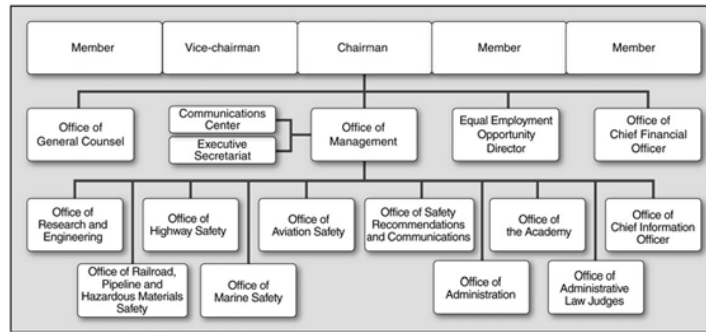 Member
Vice-chairman
Chairman
Member
Member
Office of
General Counsel
Communications
Center
Executive
Secretariat
Office of
Management
Equal Employment
Opportunity
Director
Office of
Chief Financial
Officer
Office of
Research and
Engineering
Office of
Highway Safety
Office of
Aviation Safety
Office of Safety
Recommendations
and Communications
Office of
the Academy
Office of
Chief Information
Officer
Office of Railroad,
Pipeline and
Hazardous Materials
Safety
Office of
Marine Safety
Office of
Administration
Office of
Administrative
Law Judges